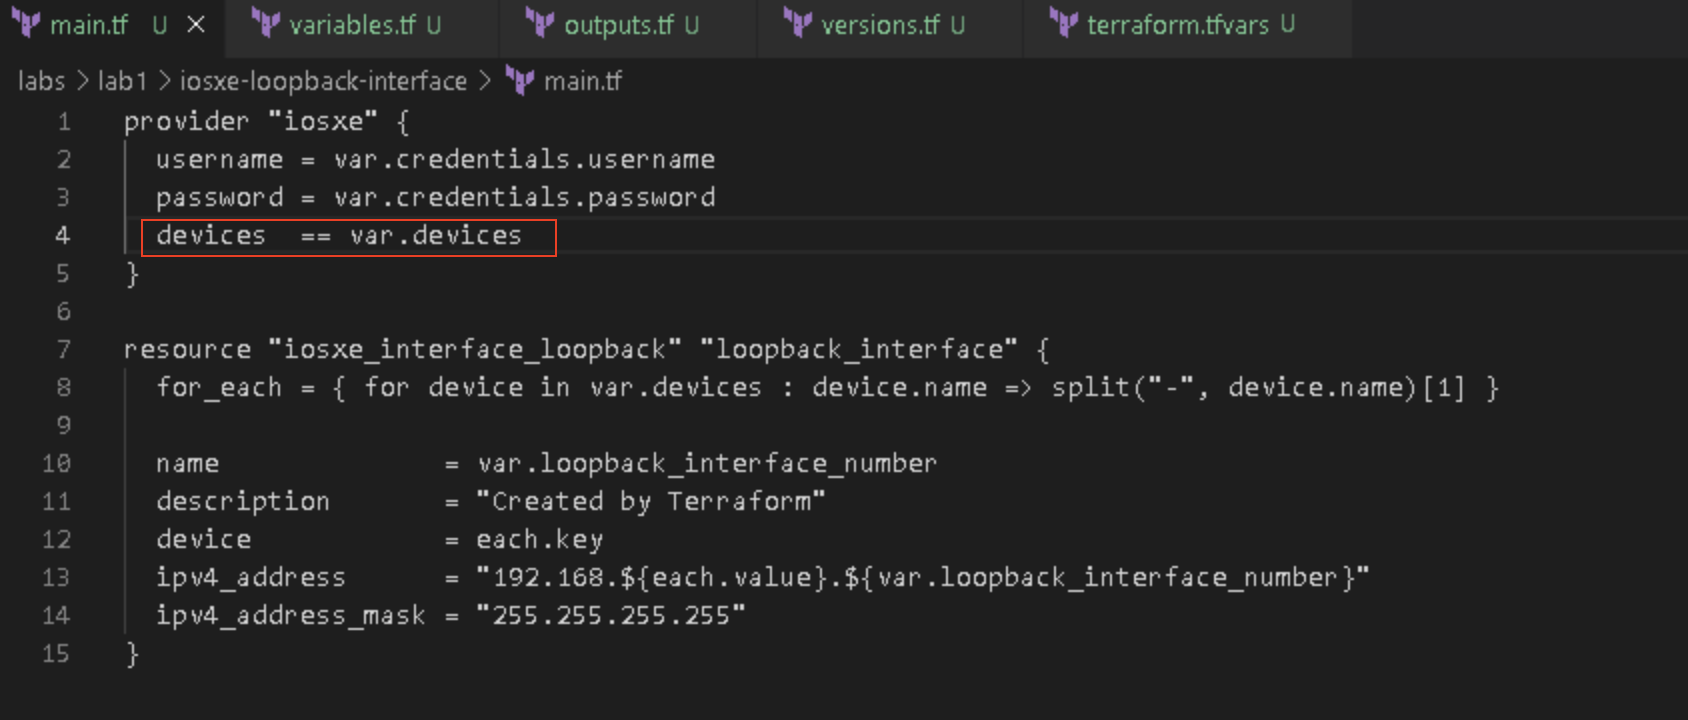 main.tf U × variables.tf U outputs.tf U versions.tf U terraform.tfvars U
labs > lab1 > iosxe-loopback-interface > main.tf
1 provider "iosxe" {
2   username = var.credentials.username
3   password = var.credentials.password
4   devices  == var.devices
5 }
6
7 resource "iosxe_interface_loopback" "loopback_interface" {
8   for_each = { for device in var.devices : device.name => split("-", device.name)[1] }
9
10   name              = var.loopback_interface_number
11   description       = "Created by Terraform"
12   device            = each.key
13   ipv4_address      = "192.168.${each.value}.${var.loopback_interface_number}"
14   ipv4_address_mask = "255.255.255.255"
15 }